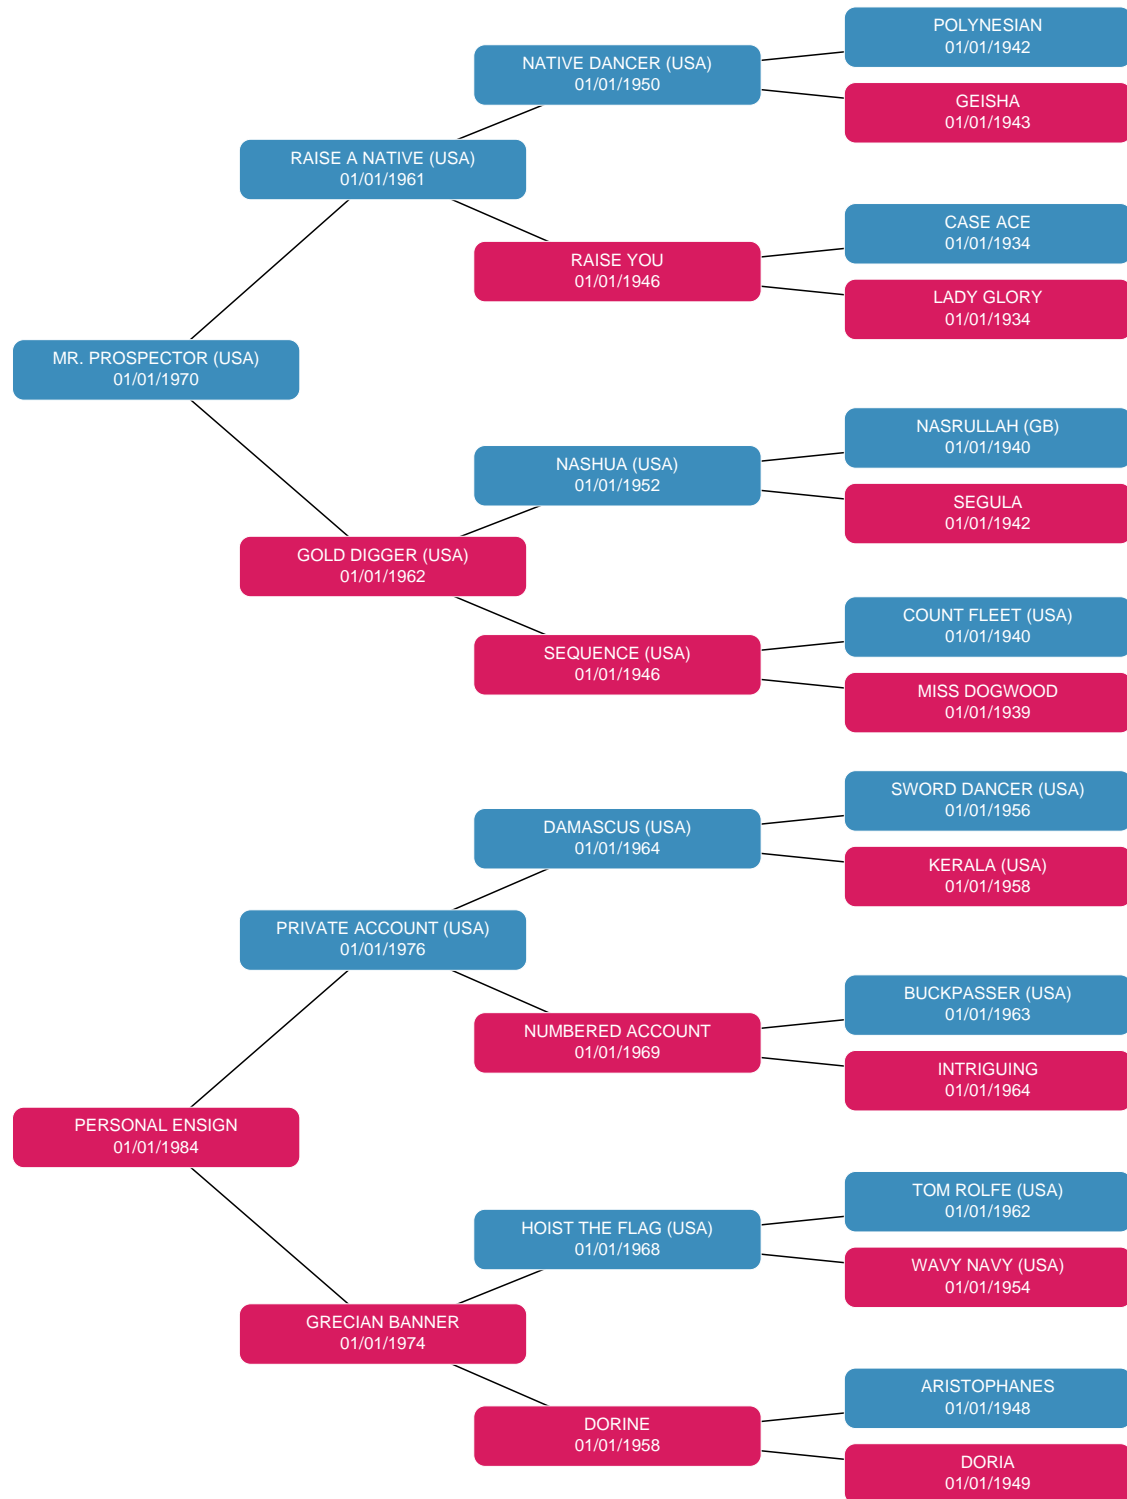 POLYNESIAN
01/01/1942
NATIVE DANCER (USA)
01/01/1950
GEISHA
01/01/1943
RAISE A NATIVE (USA)
01/01/1961
CASE ACE
01/01/1934
RAISE YOU
01/01/1946
LADY GLORY
01/01/1934
MR. PROSPECTOR (USA)
01/01/1970
NASRULLAH (GB)
01/01/1940
NASHUA (USA)
01/01/1952
SEGULA
01/01/1942
GOLD DIGGER (USA)
01/01/1962
COUNT FLEET (USA)
01/01/1940
SEQUENCE (USA)
01/01/1946
MISS DOGWOOD
01/01/1939
SWORD DANCER (USA)
01/01/1956
DAMASCUS (USA)
01/01/1964
KERALA (USA)
01/01/1958
PRIVATE ACCOUNT (USA)
01/01/1976
BUCKPASSER (USA)
01/01/1963
NUMBERED ACCOUNT
01/01/1969
INTRIGUING
01/01/1964
PERSONAL ENSIGN
01/01/1984
TOM ROLFE (USA)
01/01/1962
HOIST THE FLAG (USA)
01/01/1968
WAVY NAVY (USA)
01/01/1954
GRECIAN BANNER
01/01/1974
ARISTOPHANES
01/01/1948
DORINE
01/01/1958
DORIA
01/01/1949